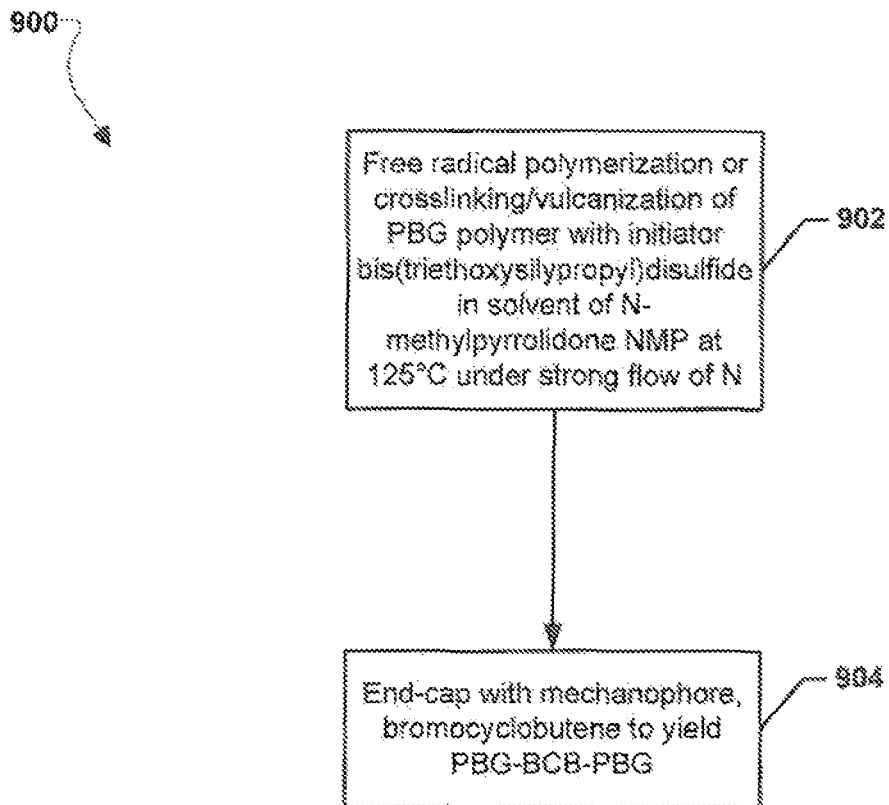 900
Free radical polymerization or
crosslinking/vulcanization of
PBG polymer with initiator
bis(triethoxysilypropyl)disulfide
in solvent of N-
methylpyrrolidone NMP at
125°C under strong flow of N
902
End-cap with mechanophore,
bromocyclobutene to yield
PBG-BCB-PBG
904